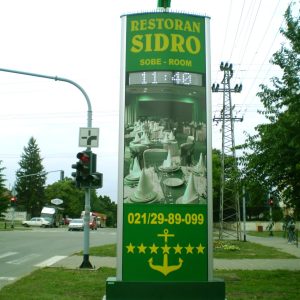 RESTORAN
SIDRO
SOBE - ROOM
11:40
021/29-89-099